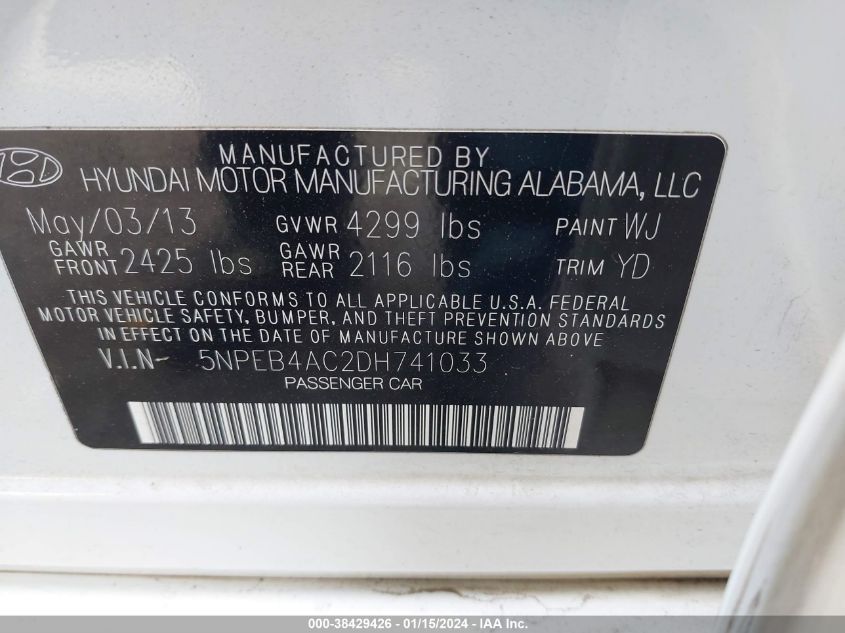 MANUFACTURED BY
HYUNDAI MOTOR MANUFACTURING ALABAMA, LLC
May/03/13 GVWR 4299 lbs PAINT WJ
GAWR FRONT 2425 lbs GAWR REAR 2116 lbs TRIM YD
THIS VEHICLE CONFORMS TO ALL APPLICABLE U.S.A. FEDERAL
MOTOR VEHICLE SAFETY, BUMPER, AND THEFT PREVENTION STANDARDS
IN EFFECT ON THE DATE OF MANUFACTURE SHOWN ABOVE
V.I.N- 5NPEB4AC2DH741033
PASSENGER CAR
000-38429426 - 01/15/2024 - IAA Inc.